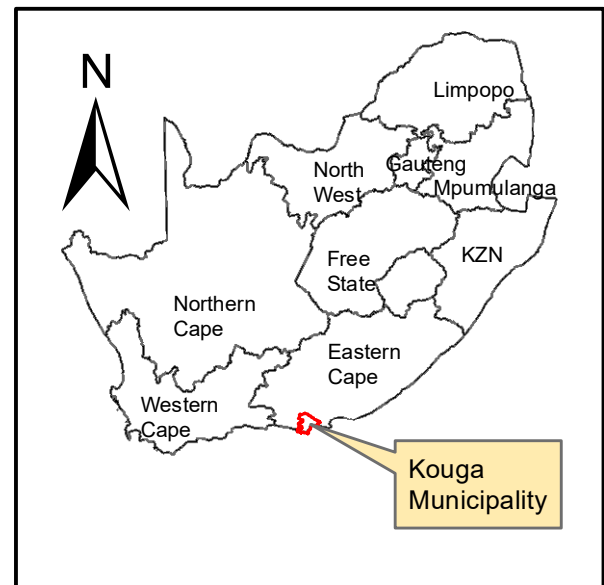 N
Limpopo
North
West
Gauteng
Mpumulanga
Free
State
KZN
Northern
Cape
Eastern
Cape
Western
Cape
Kouga
Municipality